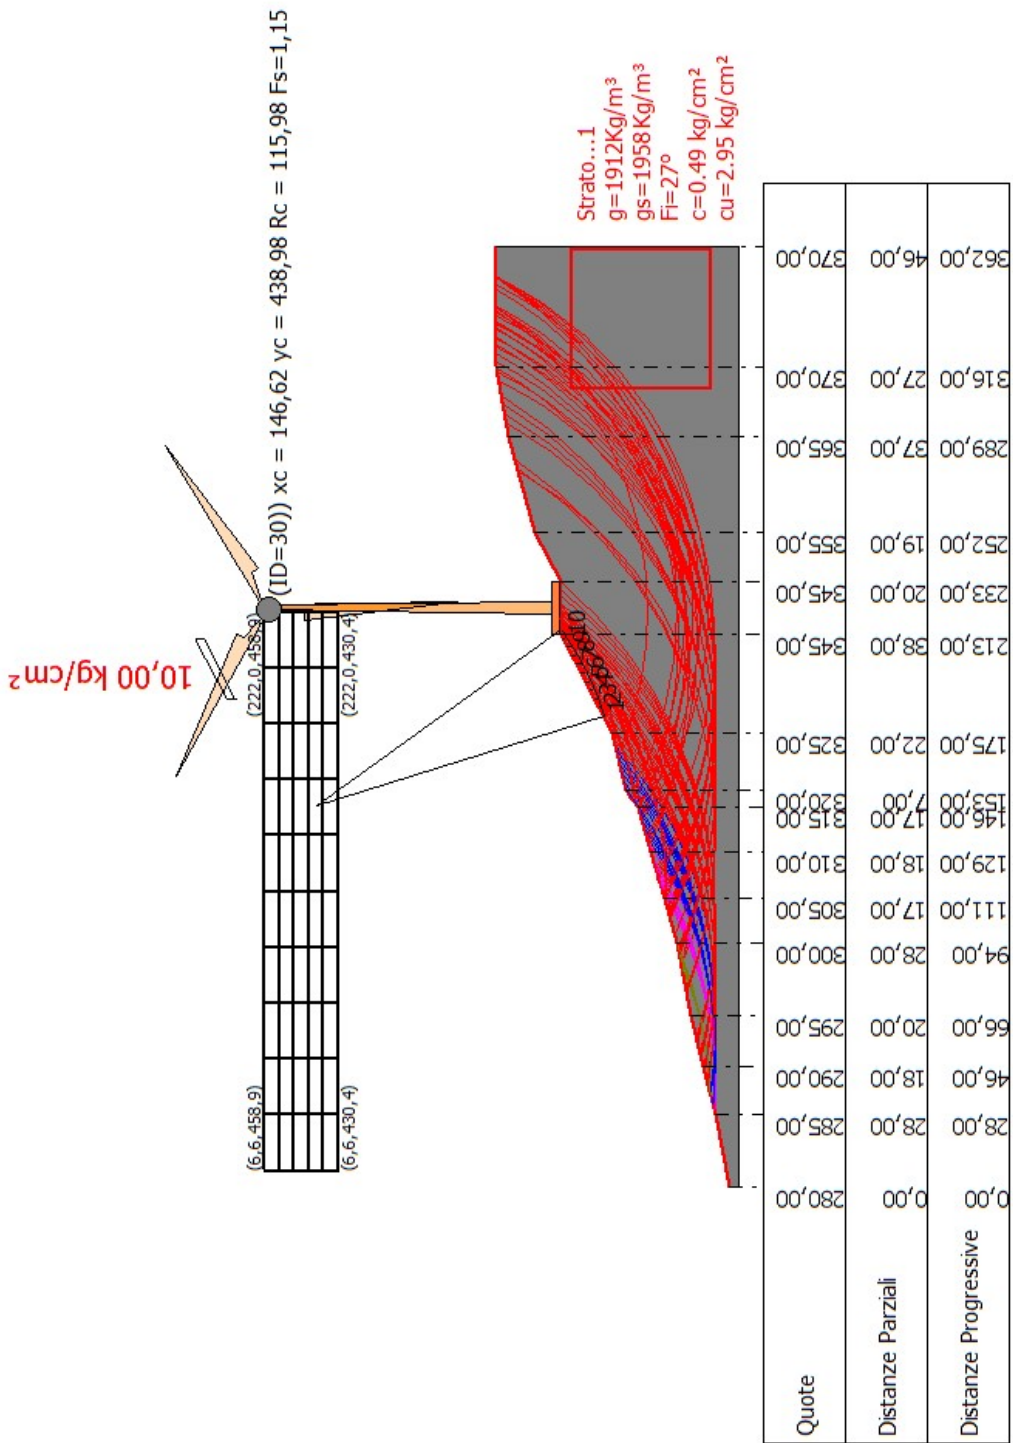 (ID=30)) xc = 146,62 yc = 438,98 Rc = 115,98 Fs=1,15
10,00 kg/cm²
(6,6,458,9)
(222,0,458,9)
(6,6,430,4)
(222,0,430,4)
Strato...1
g=1912Kg/m³
gs=1958Kg/m³
Fi=27°
c=0.49 kg/cm²
cu=2.95 kg/cm²
Quote 280,00 285,00 290,00 295,00 300,00 305,00 310,00 315,00 320,00 325,00 345,00 345,00 355,00 365,00 370,00 370,00
Distanze Parziali 0,00 28,00 18,00 20,00 28,00 17,00 18,00 17,00 7,00 22,00 38,00 20,00 19,00 37,00 27,00 46,00
Distanze Progressive 0,00 28,00 46,00 66,00 94,00 111,00 129,00 146,00 153,00 175,00 213,00 233,00 252,00 289,00 316,00 362,00